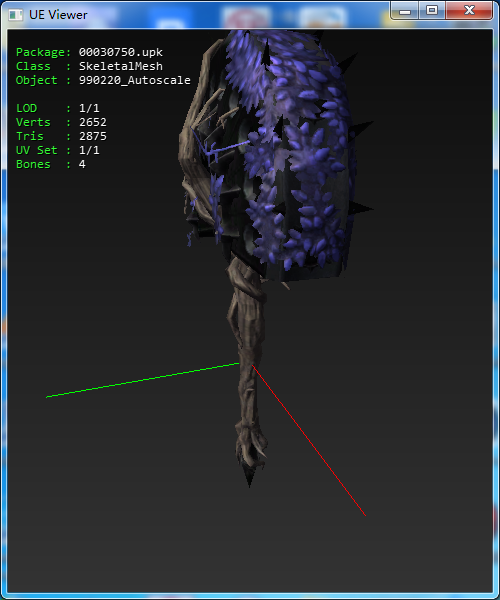 UE Viewer
Package: 00030750.upk
Class : SkeletalMesh
Object : 990220_Autoscale
LOD : 1/1
Verts : 2652
Tris : 2875
UV Set : 1/1
Bones : 4